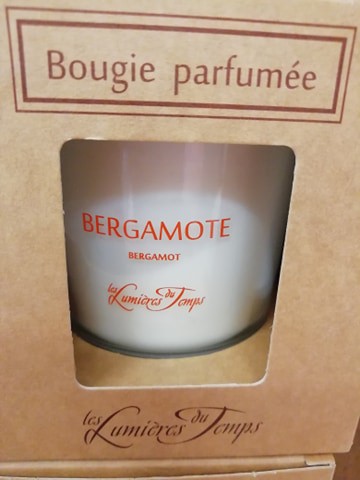 Bougie parfumée
BERGAMOTE
BERGAMOT
les Lumières du Temps
les Lumières du Temps